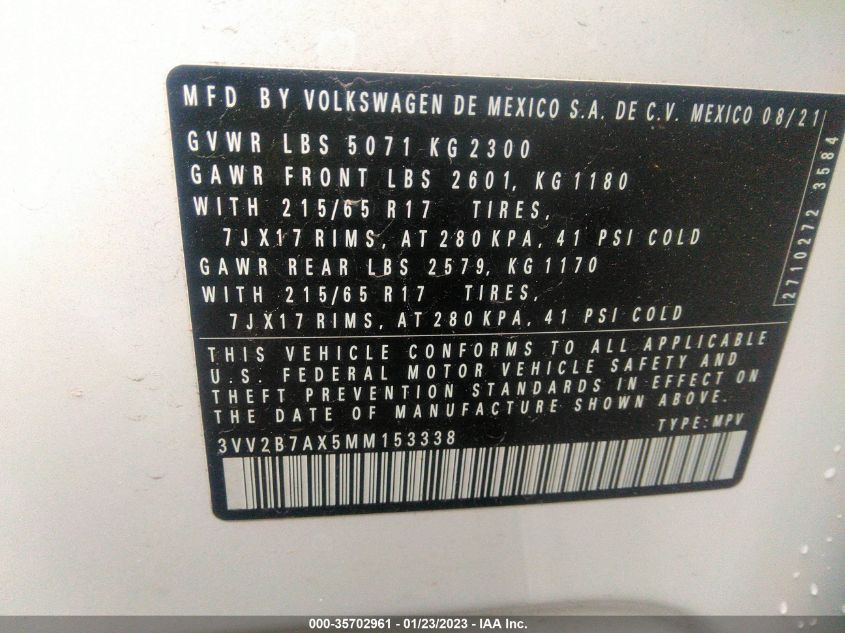 MFD BY VOLKSWAGEN DE MEXICO S.A. DE C.V. MEXICO 08/21
GVWR LBS 5071 KG 2300
GAWR FRONT LBS 2601, KG 1180
WITH 215/65 R17 TIRES,
7JX17 RIMS, AT 280 KPA, 41 PSI COLD
GAWR REAR LBS 2579, KG 1170
WITH 215/65 R17 TIRES,
7JX17 RIMS, AT 280 KPA, 41 PSI COLD
2710272 3584
THIS VEHICLE CONFORMS TO ALL APPLICABLE
U.S. FEDERAL MOTOR VEHICLE SAFETY AND
THEFT PREVENTION STANDARDS IN EFFECT ON
THE DATE OF MANUFACTURE SHOWN ABOVE.
TYPE: MPV
3VV2B7AX5MM153338
000-35702961 - 01/23/2023 - IAA Inc.